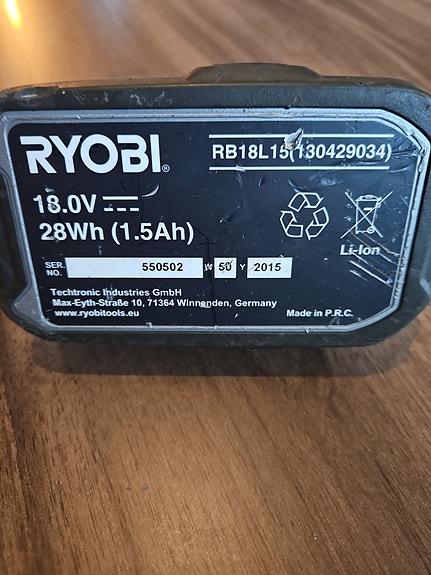 RYOBI®
RB18L15(130429034)
18.0V
28Wh (1.5Ah)
Li-Ion
SER. NO. 550502 W 50 Y 2015
Techtronic Industries GmbH
Max-Eyth-Straße 10, 71364 Winnenden, Germany
www.ryobitools.eu
Made in P.R.C.